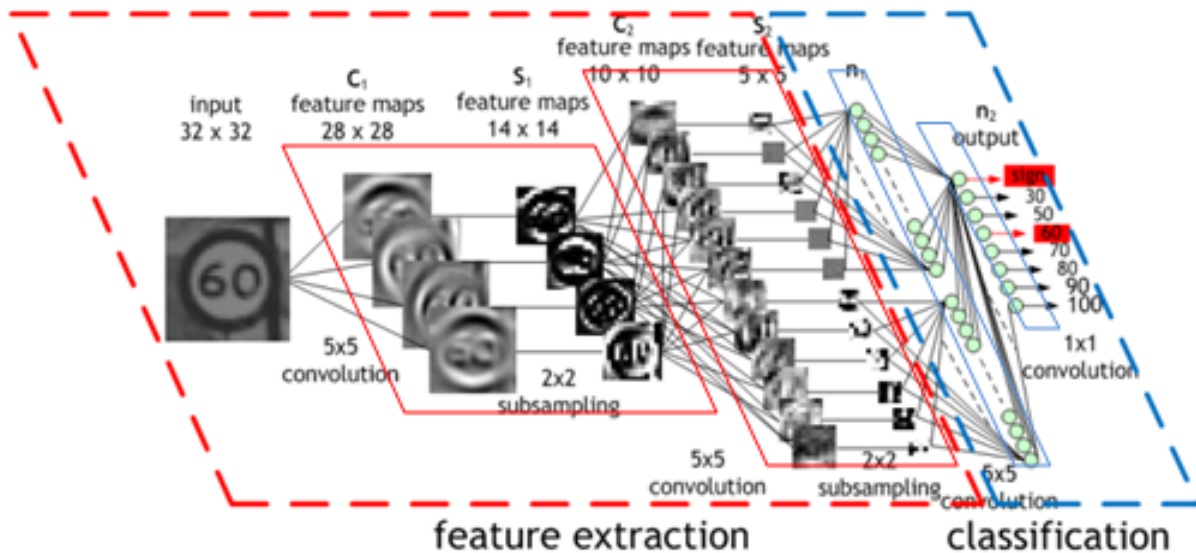 input
32 x 32
C1
feature maps
28 x 28
S1
feature maps
14 x 14
C2
feature maps
10 x 10
S2
feature maps
5 x 5
n1
n2
output
sign
30
50
60
70
80
90
100
60
5x5
convolution
2x2
subsampling
5x5
convolution
2x2
subsampling
5x5
convolution
1x1
convolution
feature extraction
classification